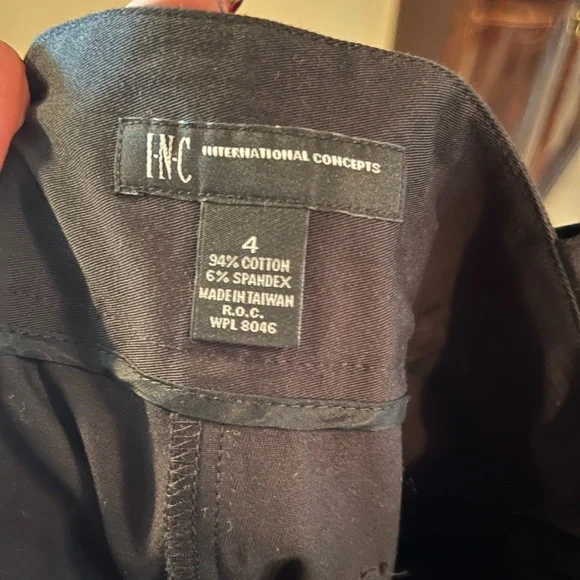 I·N·C INTERNATIONAL CONCEPTS
4
94% COTTON
6% SPANDEX
MADE IN TAIWAN
R.O.C.
WPL 8046